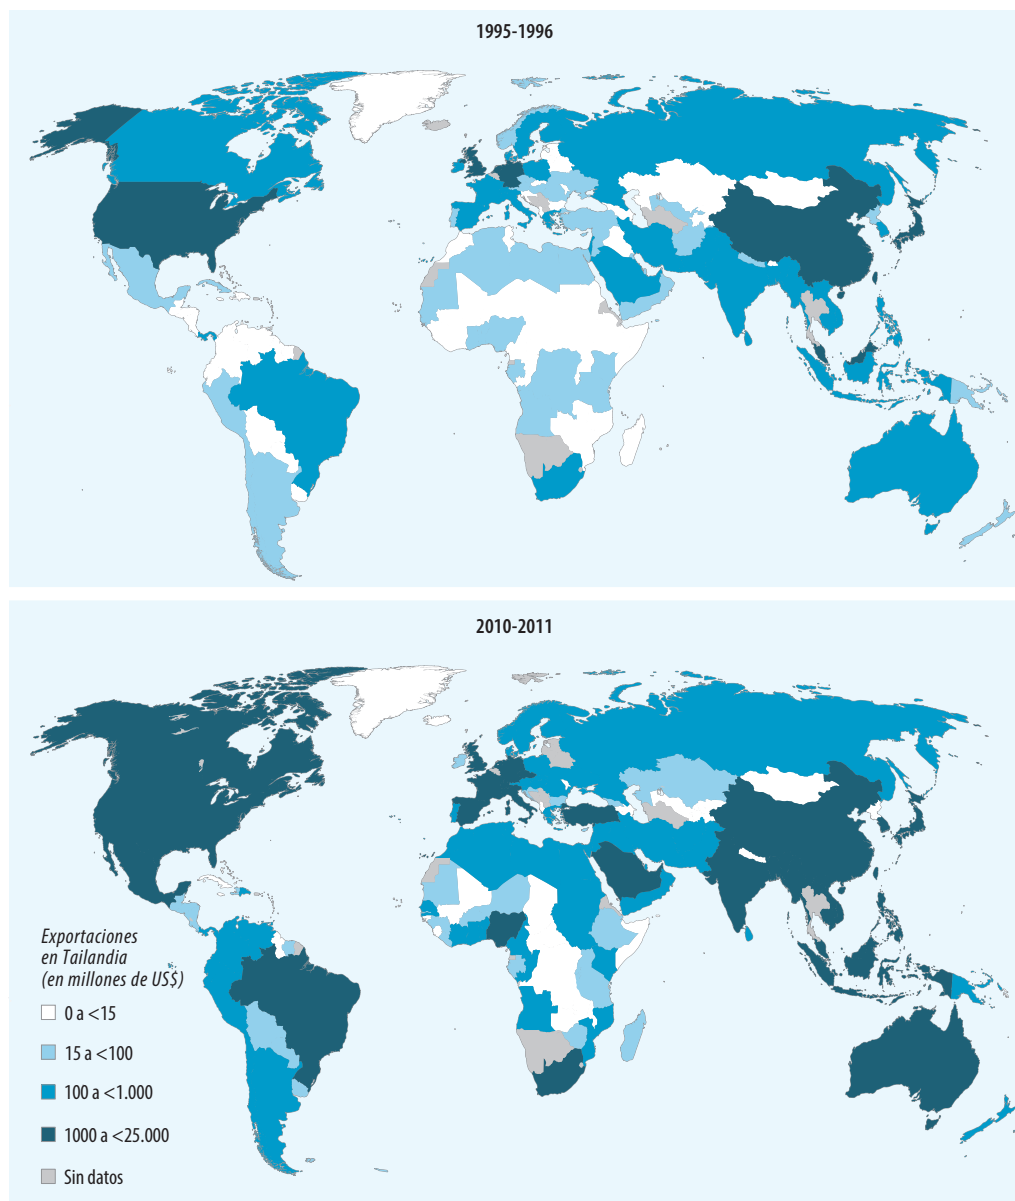 1995-1996
2010-2011
Exportaciones
en Tailandia
(en millones de US$)
0 a <15
15 a <100
100 a <1.000
1000 a <25.000
Sin datos